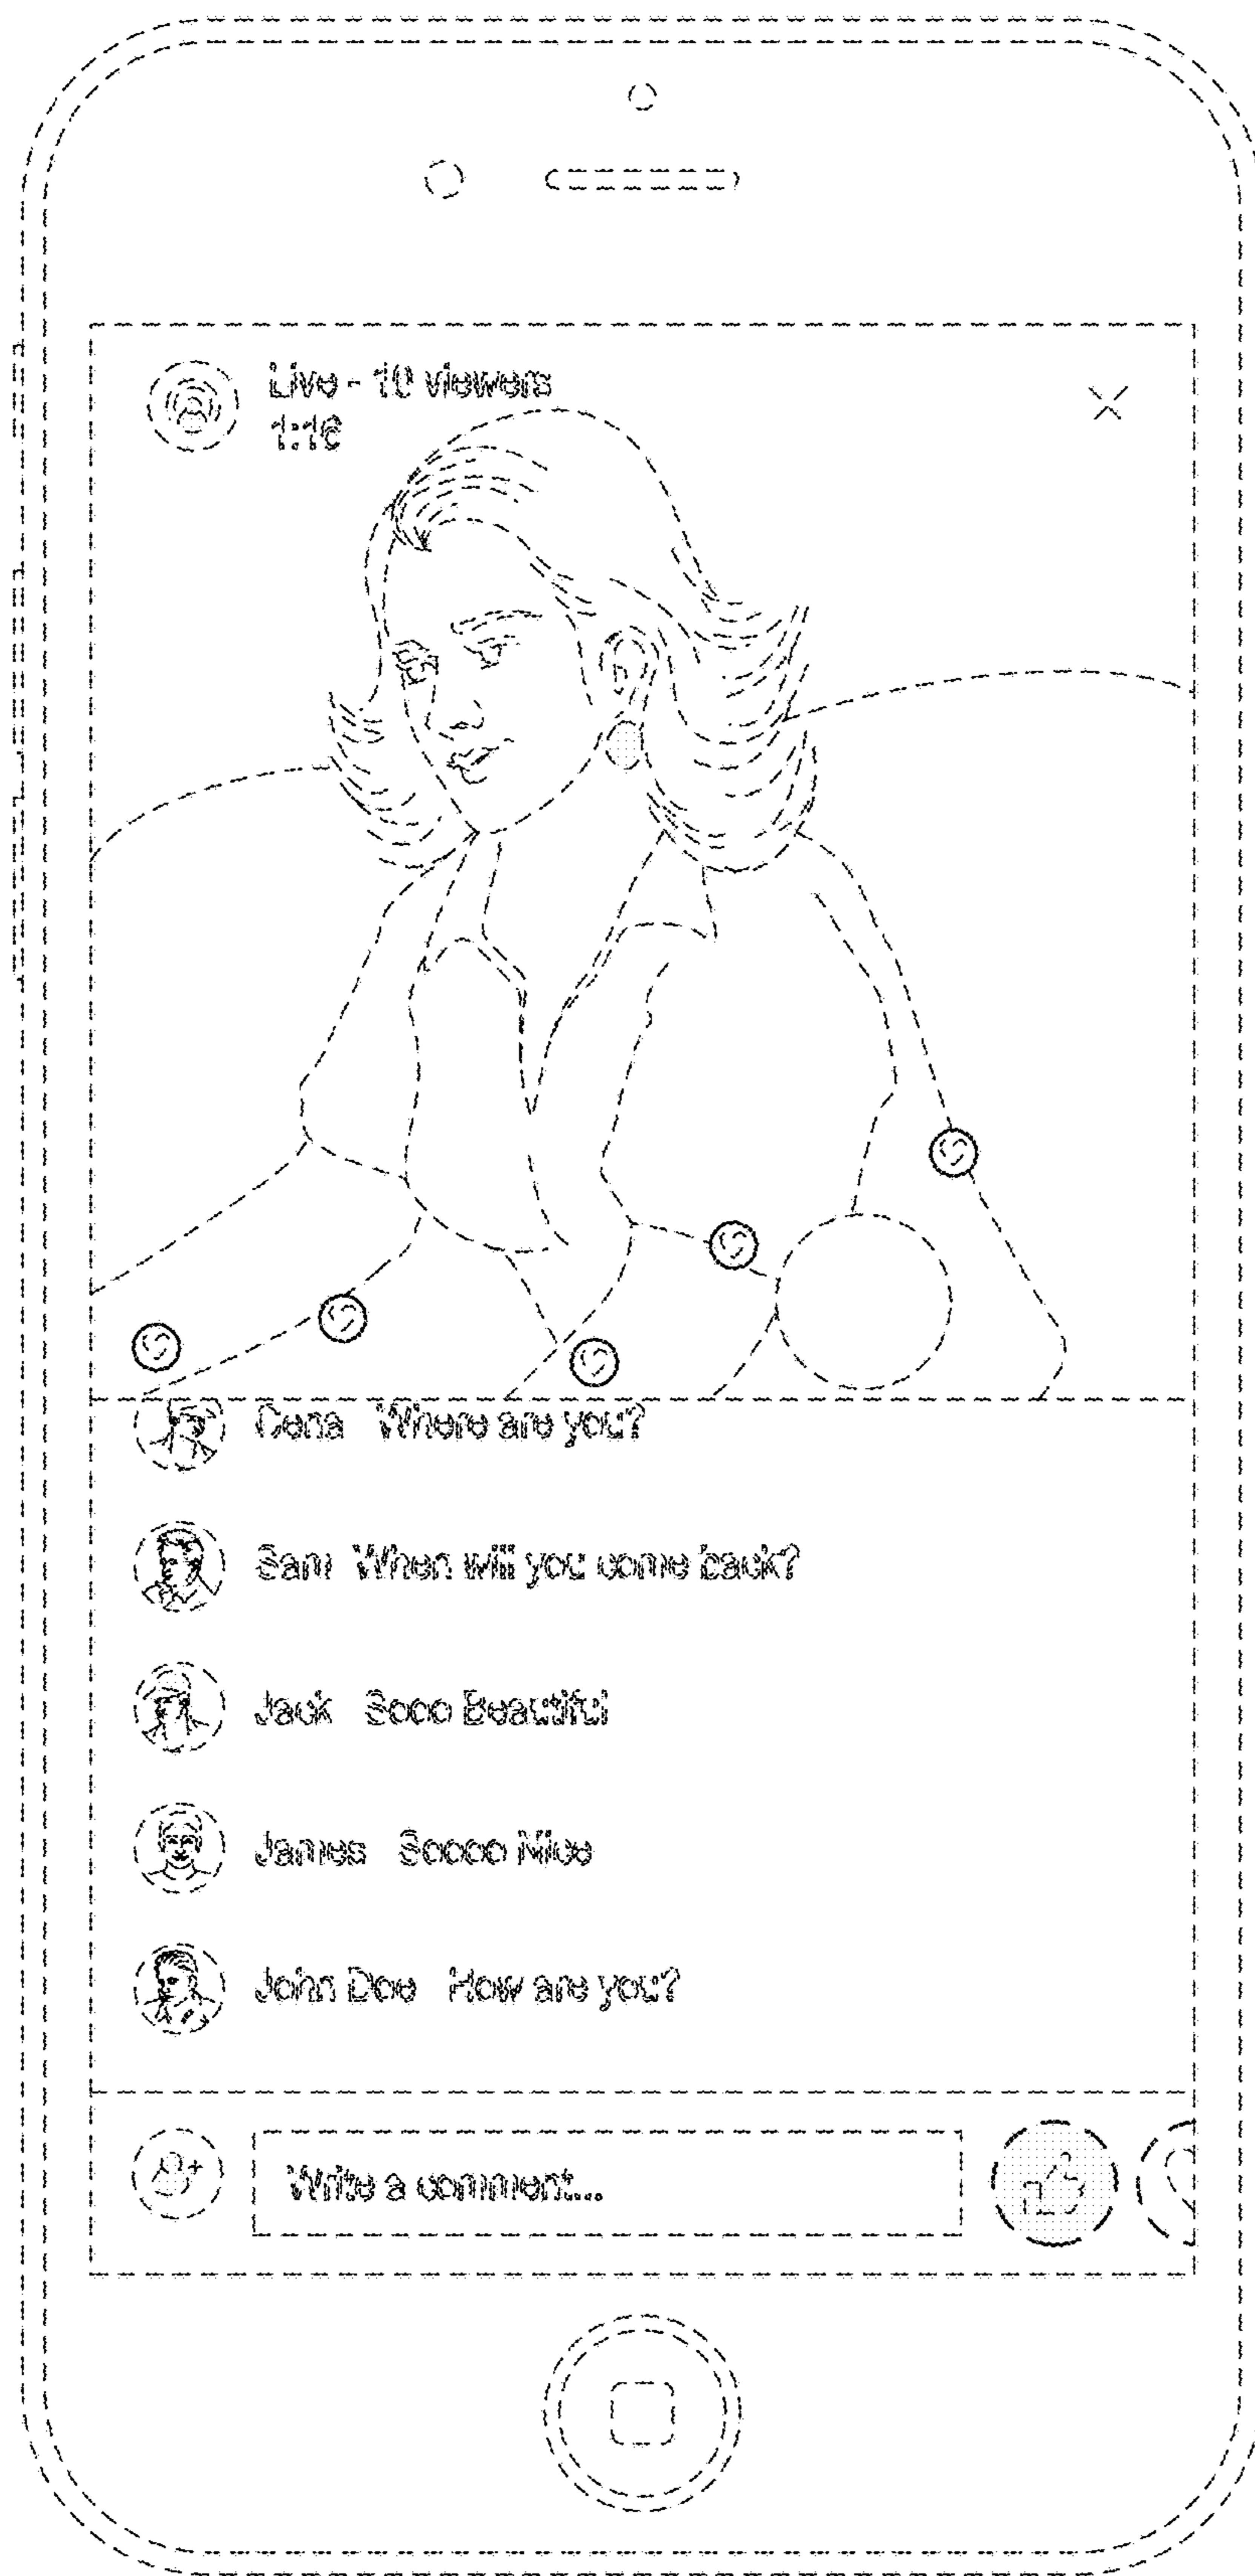 Live - 10 viewers
1:16
Dena Where are you?
Sam When will you come back?
Jack Sooo Beautiful
James Soooo Nice
John Doe How are you?
Write a comment...